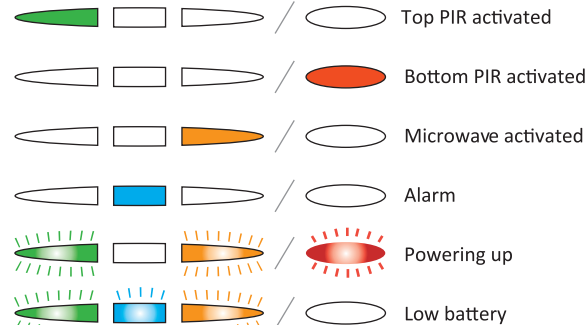 Top PIR activated
Bottom PIR activated
Microwave activated
Alarm
Powering up
Low battery